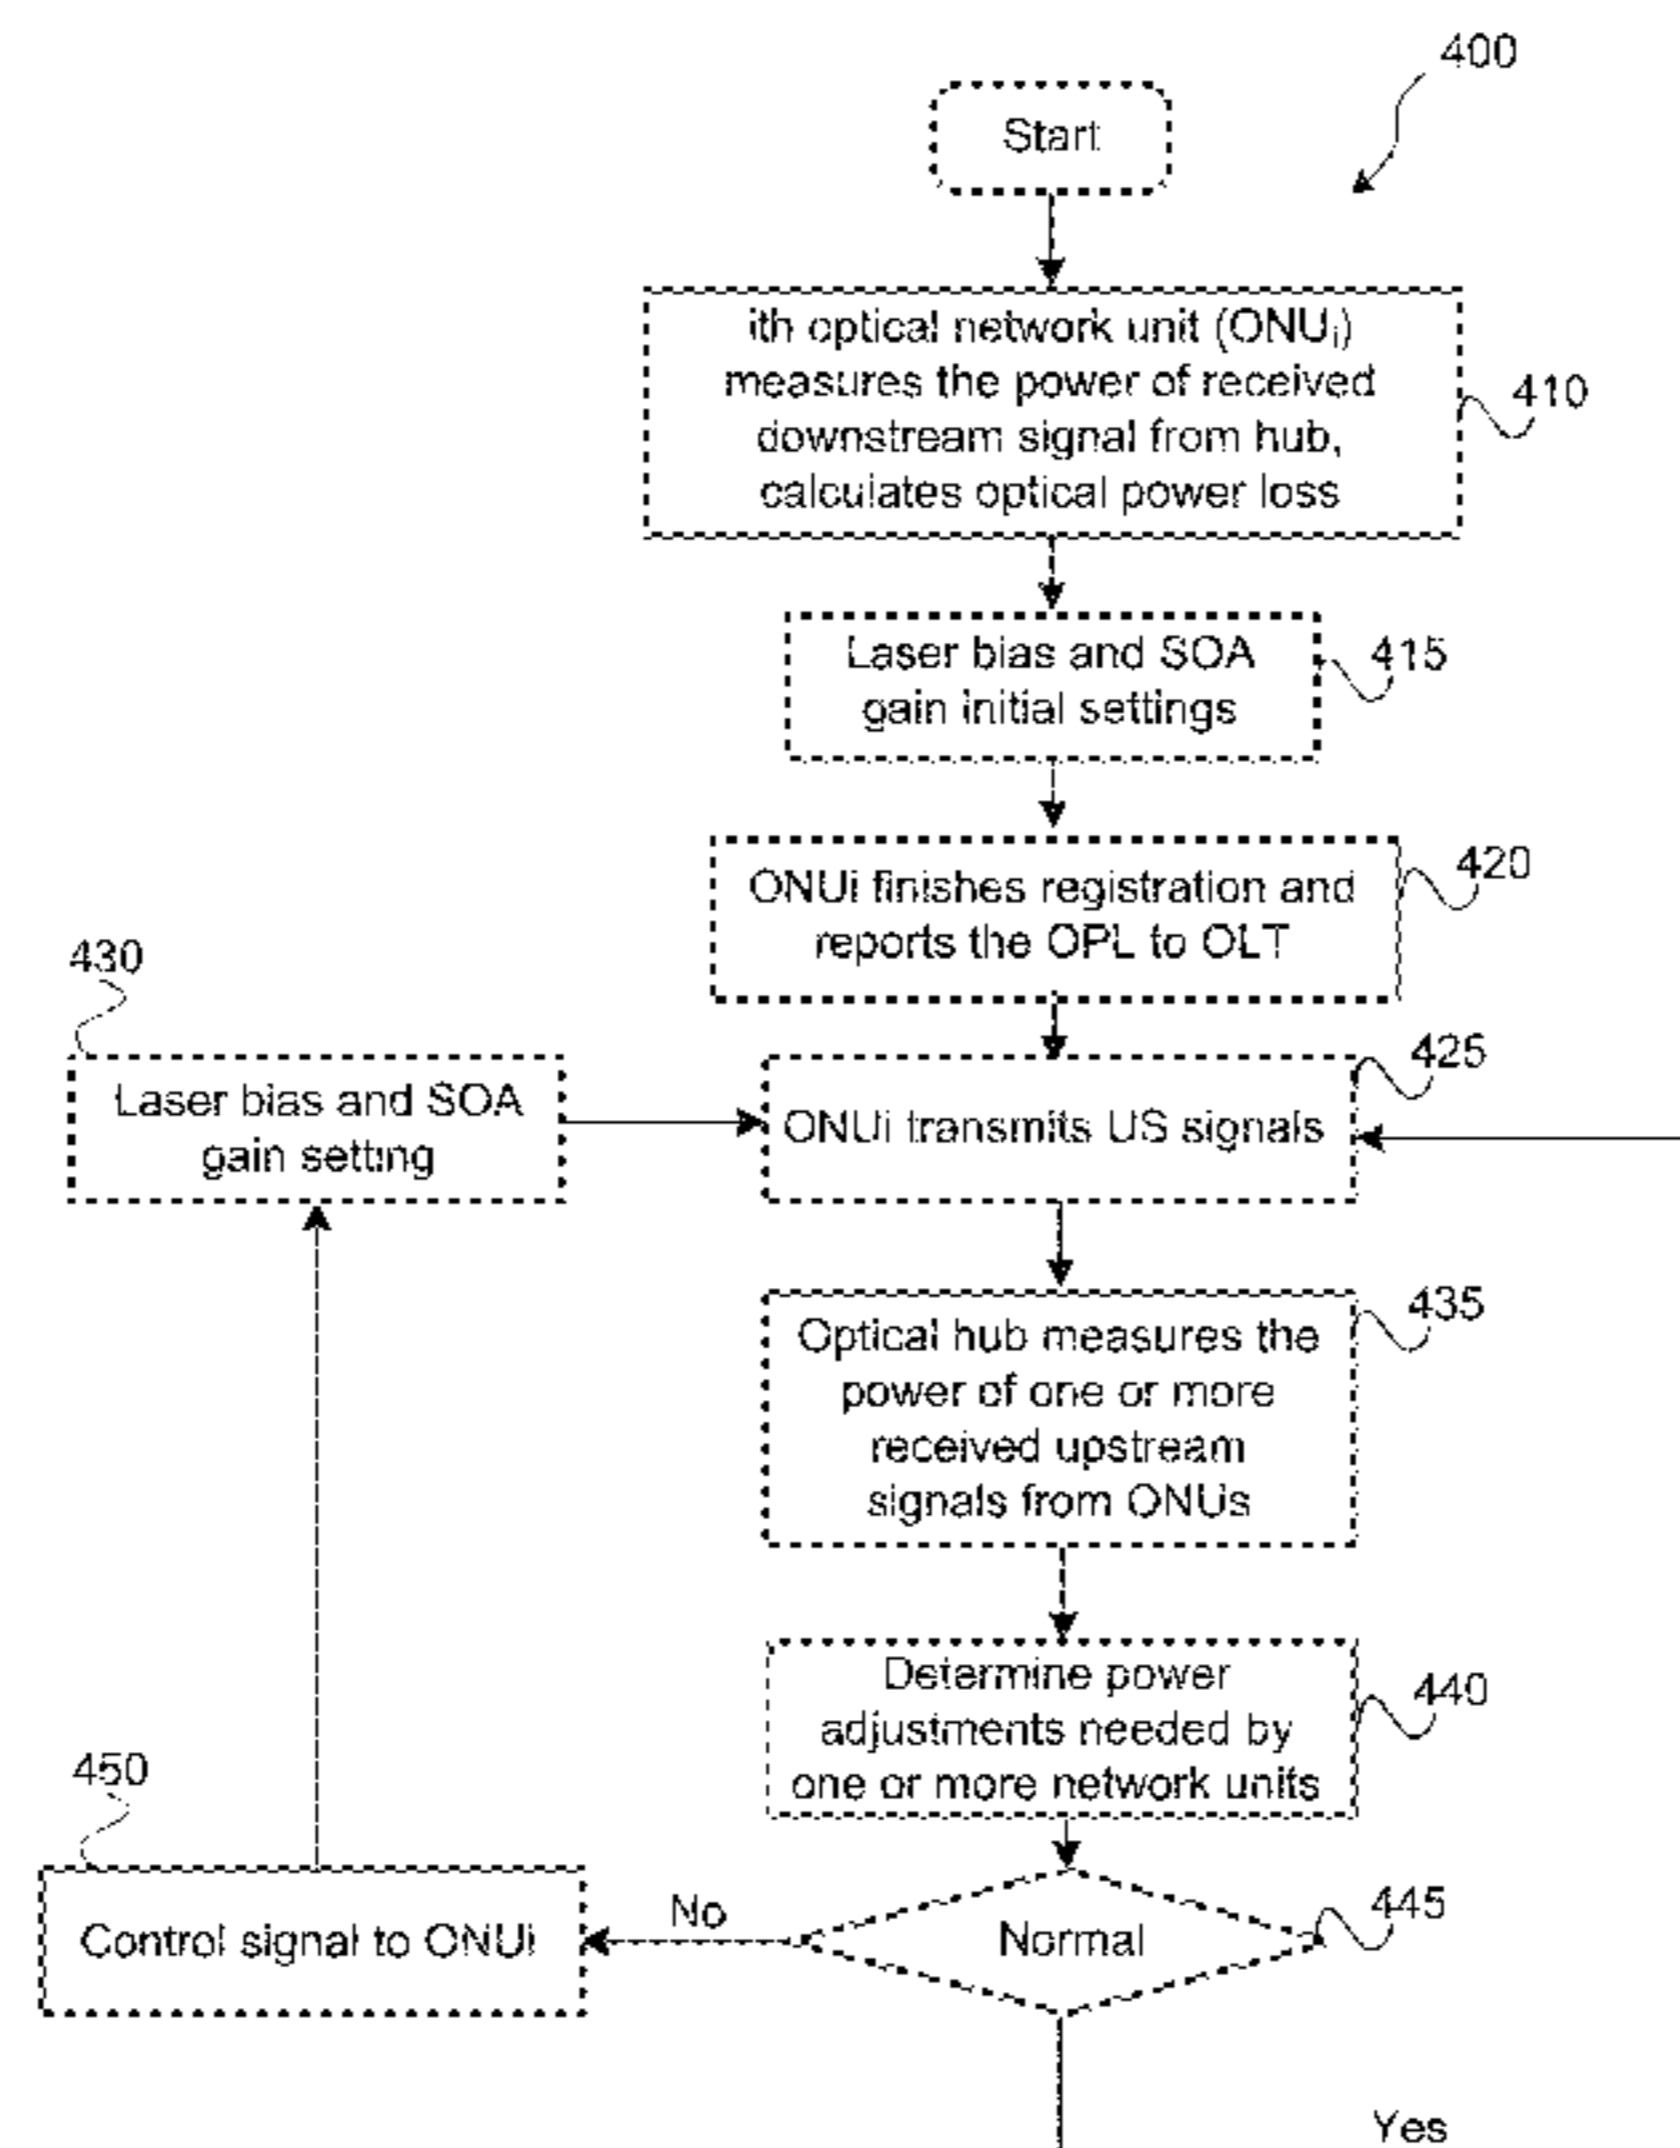 400
Start
ith optical network unit (ONUi)
measures the power of received
downstream signal from hub,
calculates optical power loss
410
Laser bias and SOA
gain initial settings
415
ONUi finishes registration and
reports the OPL to OLT
420
430
Laser bias and SOA
gain setting
ONUi transmits US signals
425
Optical hub measures the
power of one or more
received upstream
signals from ONUs
435
Determine power
adjustments needed by
one or more network units
440
450
Control signal to ONUi
No
Normal
445
Yes